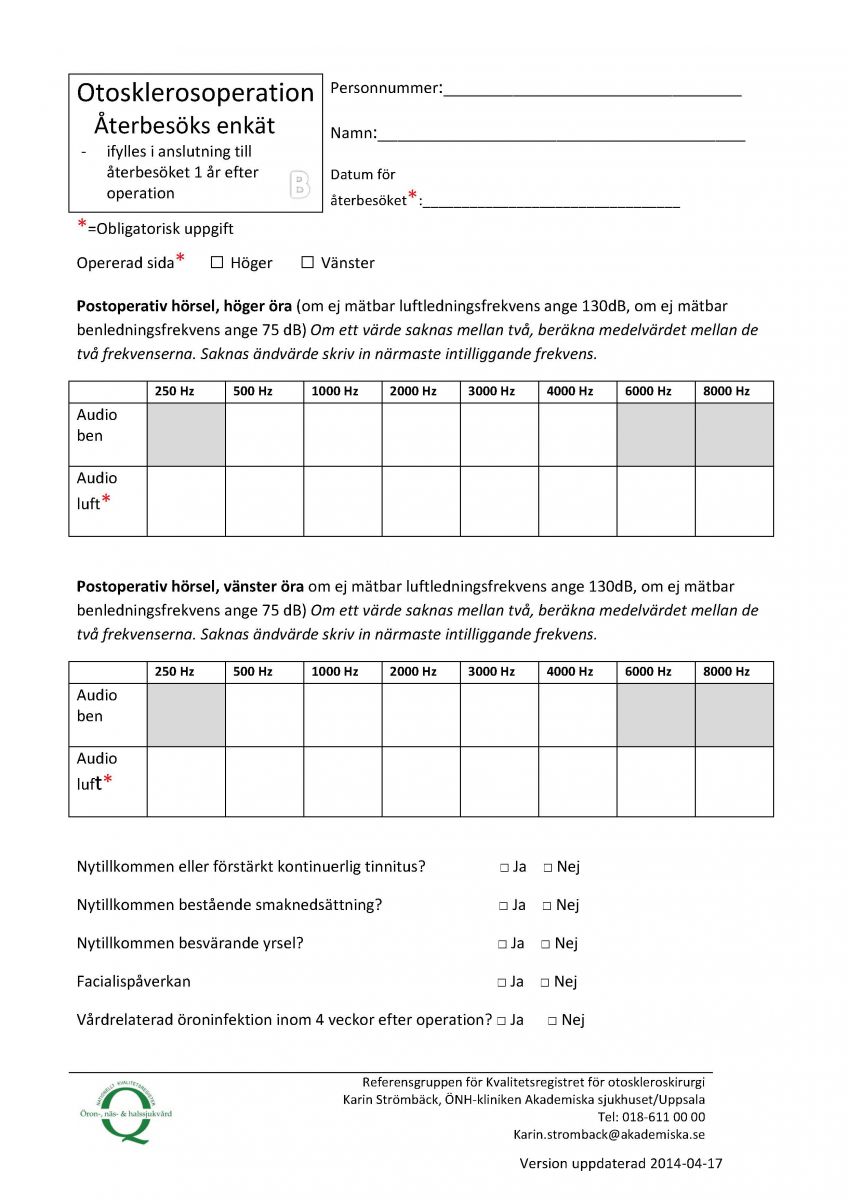 Otosklerosoperation
Återbesöks enkät
- ifylles i anslutning till
återbesöket 1 år efter
operation
B
Personnummer:___________________________________
Namn:___________________________________________
Datum för
återbesöket*:______________________________
*=Obligatorisk uppgift
Opererad sida* □ Höger □ Vänster
Postoperativ hörsel, höger öra (om ej mätbar luftledningsfrekvens ange 130dB, om ej mätbar
benledningsfrekvens ange 75 dB) Om ett värde saknas mellan två, beräkna medelvärdet mellan de
två frekvenserna. Saknas ändvärde skriv in närmaste intilliggande frekvens.
250 Hz 500 Hz 1000 Hz 2000 Hz 3000 Hz 4000 Hz 6000 Hz 8000 Hz
Audio
ben
Audio
luft*
Postoperativ hörsel, vänster öra om ej mätbar luftledningsfrekvens ange 130dB, om ej mätbar
benledningsfrekvens ange 75 dB) Om ett värde saknas mellan två, beräkna medelvärdet mellan de
två frekvenserna. Saknas ändvärde skriv in närmaste intilliggande frekvens.
250 Hz 500 Hz 1000 Hz 2000 Hz 3000 Hz 4000 Hz 6000 Hz 8000 Hz
Audio
ben
Audio
luft*
Nytillkommen eller förstärkt kontinuerlig tinnitus? □ Ja □ Nej
Nytillkommen bestående smaknedsättning? □ Ja □ Nej
Nytillkommen besvärande yrsel? □ Ja □ Nej
Facialispåverkan □ Ja □ Nej
Vårdrelaterad öroninfektion inom 4 veckor efter operation? □ Ja □ Nej
NATIONELLT KVALITETSREGISTER
Öron-, näs- & halssjukvård
Referensgruppen för Kvalitetsregistret för otoskleroskirurgi
Karin Strömbäck, ÖNH-kliniken Akademiska sjukhuset/Uppsala
Tel: 018-611 00 00
Karin.stromback@akademiska.se
Version uppdaterad 2014-04-17